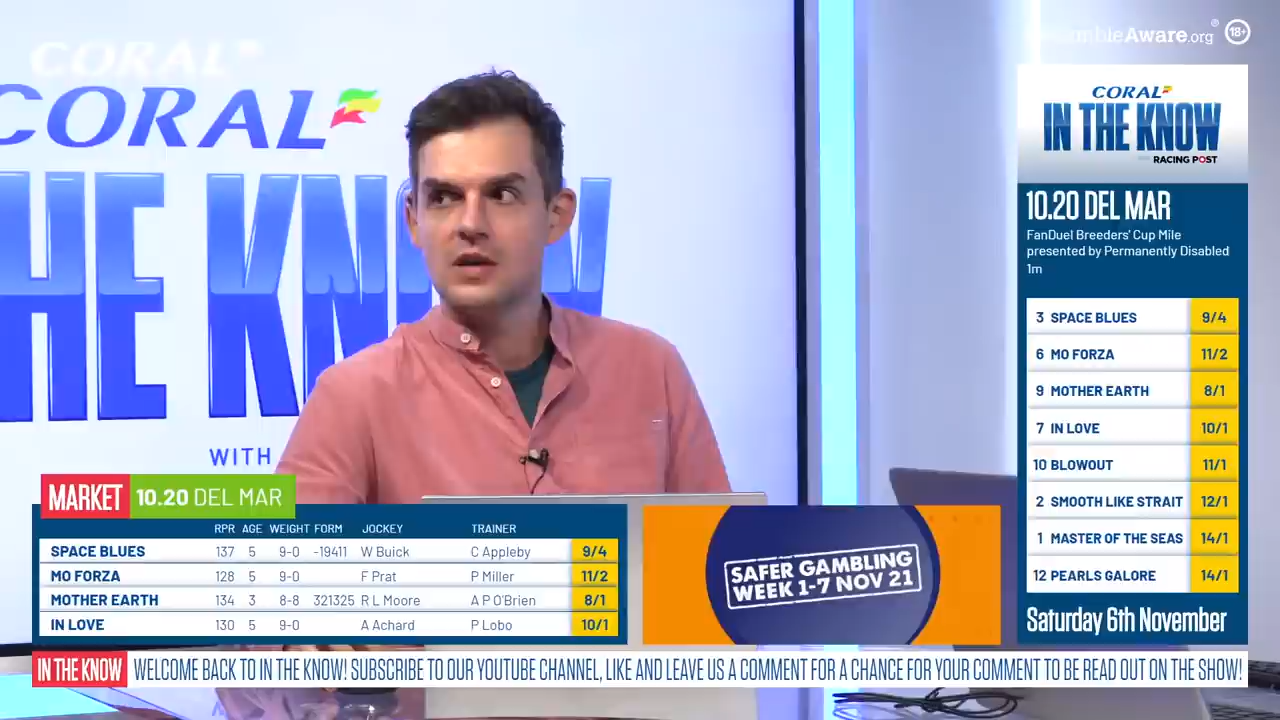 CORAL
CORAL
THE KNOW
WITH
GambleAware.org®
18+
CORAL
IN THE KNOW
RACING POST
10.20 DEL MAR
FanDuel Breeders' Cup Mile
presented by Permanently Disabled
1m
3 SPACE BLUES 9/4
6 MO FORZA 11/2
9 MOTHER EARTH 8/1
7 IN LOVE 10/1
10 BLOWOUT 11/1
2 SMOOTH LIKE STRAIT 12/1
1 MASTER OF THE SEAS 14/1
12 PEARLS GALORE 14/1
Saturday 6th November
MARKET 10.20 DEL MAR
RPR AGE WEIGHT FORM JOCKEY TRAINER
SPACE BLUES 137 5 9-0 -19411 W Buick C Appleby 9/4
MO FORZA 128 5 9-0 F Prat P Miller 11/2
MOTHER EARTH 134 3 8-8 321325 R L Moore A P O'Brien 8/1
IN LOVE 130 5 9-0 A Achard P Lobo 10/1
SAFER GAMBLING
WEEK 1-7 NOV 21
IN THE KNOW WELCOME BACK TO IN THE KNOW! SUBSCRIBE TO OUR YOUTUBE CHANNEL, LIKE AND LEAVE US A COMMENT FOR A CHANCE FOR YOUR COMMENT TO BE READ OUT ON THE SHOW!